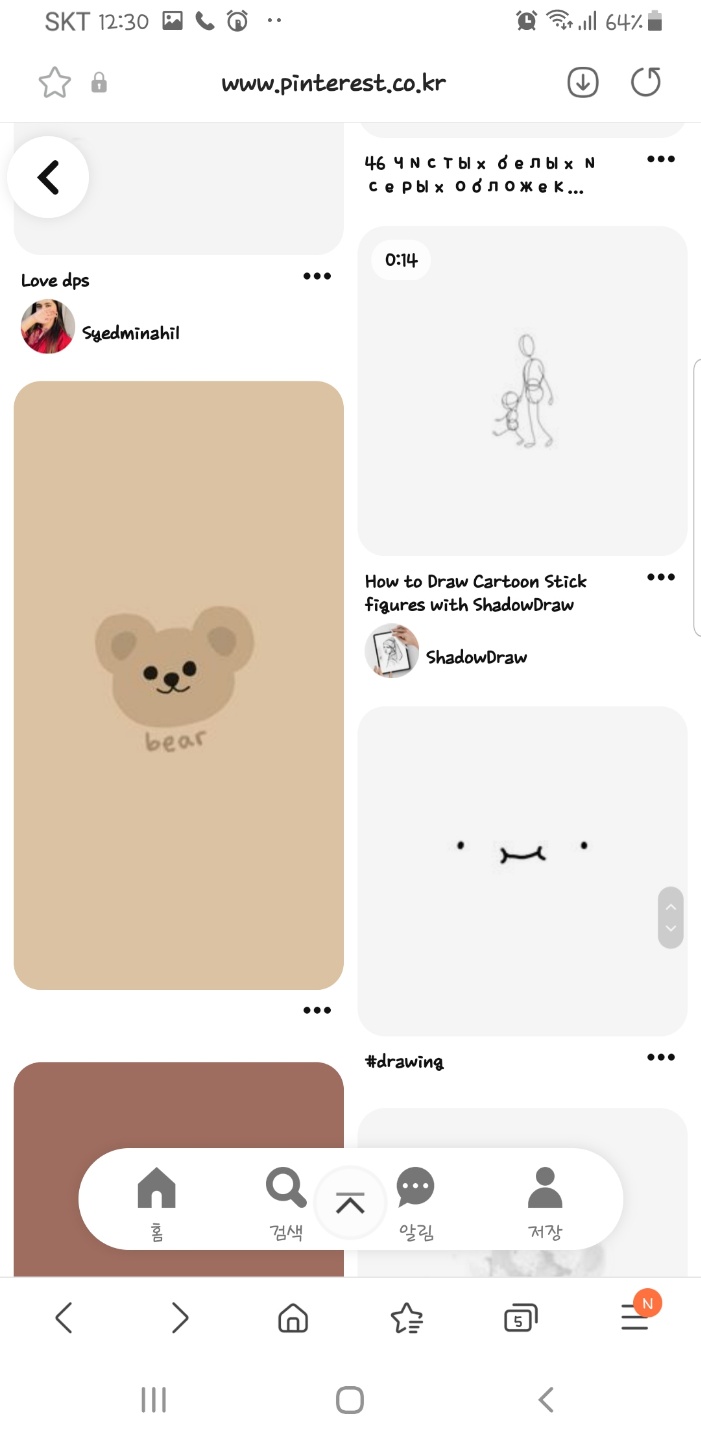 SKT 12:30
64%
www.pinterest.co.kr
Love dps
Syedminahil
bear
46 чистых белых и
серых обложек...
0:14
How to Draw Cartoon Stick
figures with ShadowDraw
ShadowDraw
#drawing
홈
검색
알림
저장
5
N